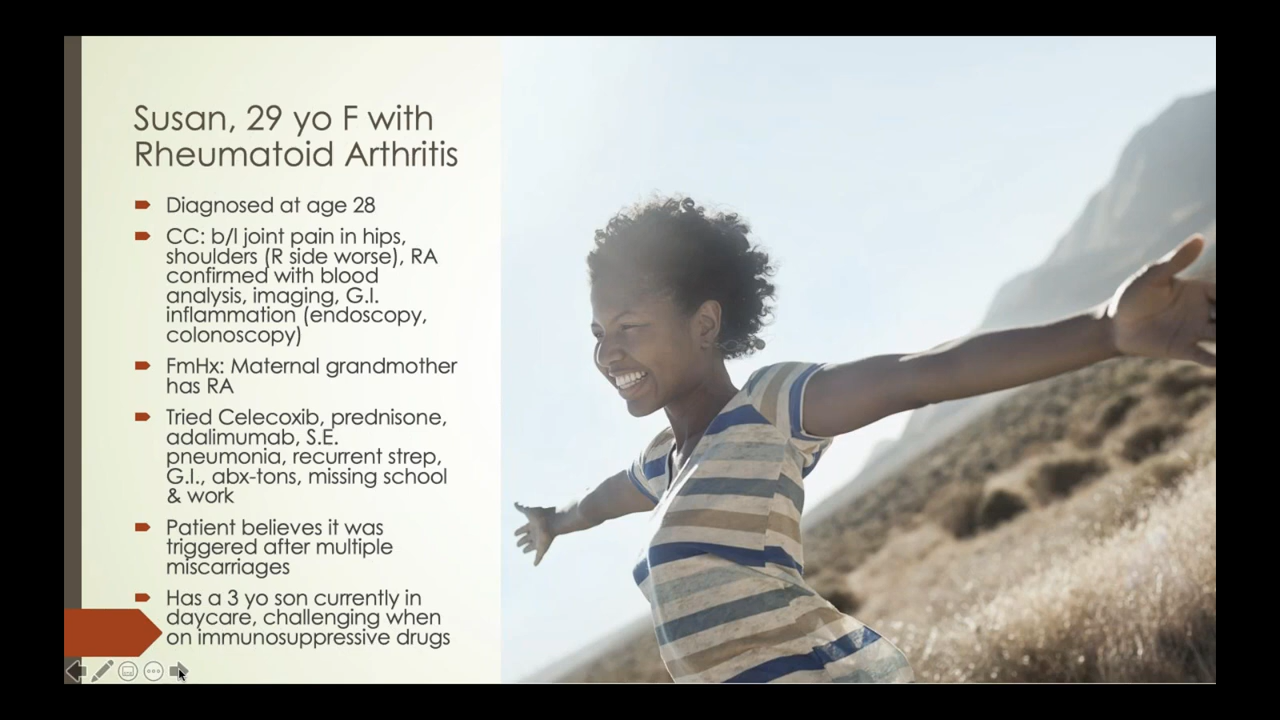 Susan, 29 yo F with
Rheumatoid Arthritis
Diagnosed at age 28
CC: b/l joint pain in hips,
shoulders (R side worse), RA
confirmed with blood
analysis, imaging, G.I.
inflammation (endoscopy,
colonoscopy)
FmHx: Maternal grandmother
has RA
Tried Celecoxib, prednisone,
adalimumab, S.E.
pneumonia, recurrent strep,
G.I., abx-tons, missing school
& work
Patient believes it was
triggered after multiple
miscarriages
Has a 3 yo son currently in
daycare, challenging when
on immunosuppressive drugs